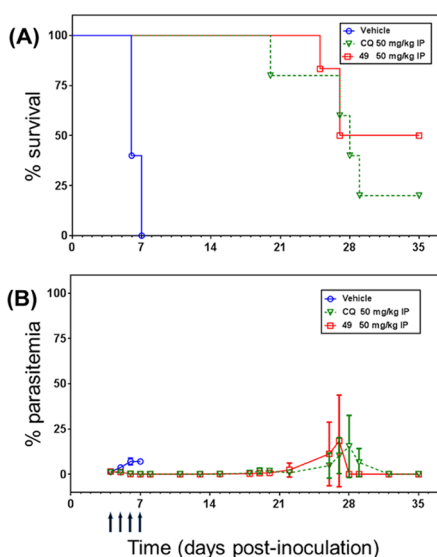 (A)
% survival
100
75
50
25
0
Vehicle
CQ 50 mg/kg IP
49 50 mg/kg IP
0 7 14 21 28 35
(B)
% parasitemia
100
75
50
25
0
Vehicle
CQ 50 mg/kg IP
49 50 mg/kg IP
0 7 14 21 28 35
Time (days post-inoculation)